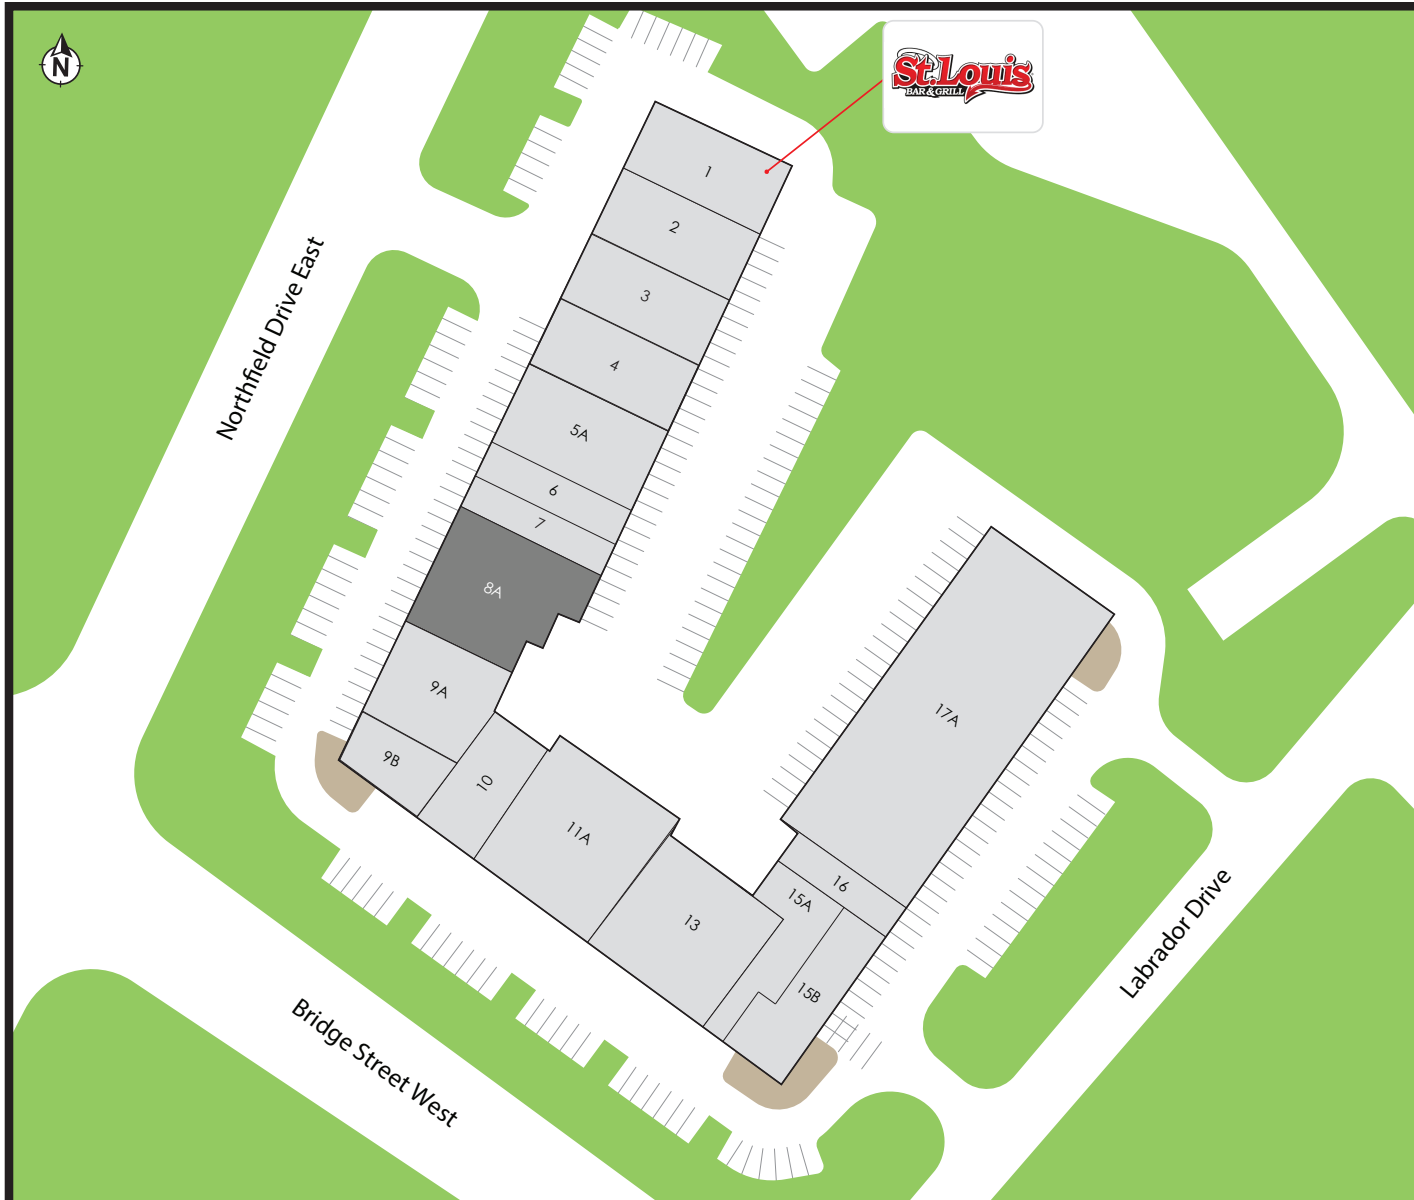 N
St.Louis
BAR & GRILL
1
2
3
4
5A
6
7
8A
9A
9B
10
11A
13
15A
15B
16
17A
Northfield Drive East
Bridge Street West
Labrador Drive